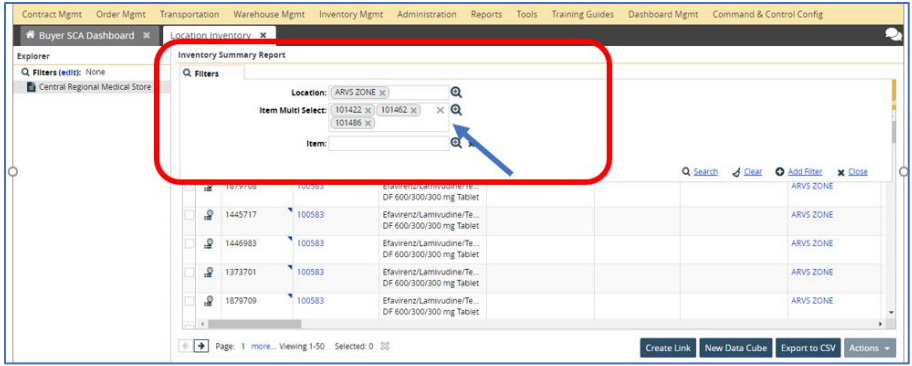 Contract Mgmt Order Mgmt Transportation Warehouse Mgmt Inventory Mgmt Administration Reports Tools Training Guides Dashboard Mgmt Command & Control Config
Buyer SCA Dashboard × Location Inventory ×
Explorer
Filters (edit): None
Central Regional Medical Store
Inventory Summary Report
Filters
Location: ARVS ZONE ×
Item Multi Select: 101422 × 101462 × ×
101486 ×
Item:
Search Clear Add Filter Close
1879708 100583 Efavirenz/Lamivudine/Te... ARVS ZONE
DF 600/300/300 mg Tablet
1445717 100583 Efavirenz/Lamivudine/Te... ARVS ZONE
DF 600/300/300 mg Tablet
1446983 100583 Efavirenz/Lamivudine/Te... ARVS ZONE
DF 600/300/300 mg Tablet
1373701 100583 Efavirenz/Lamivudine/Te... ARVS ZONE
DF 600/300/300 mg Tablet
1879709 100583 Efavirenz/Lamivudine/Te... ARVS ZONE
DF 600/300/300 mg Tablet
Page: 1 more... Viewing 1-50 Selected: 0
Create Link New Data Cube Export to CSV Actions